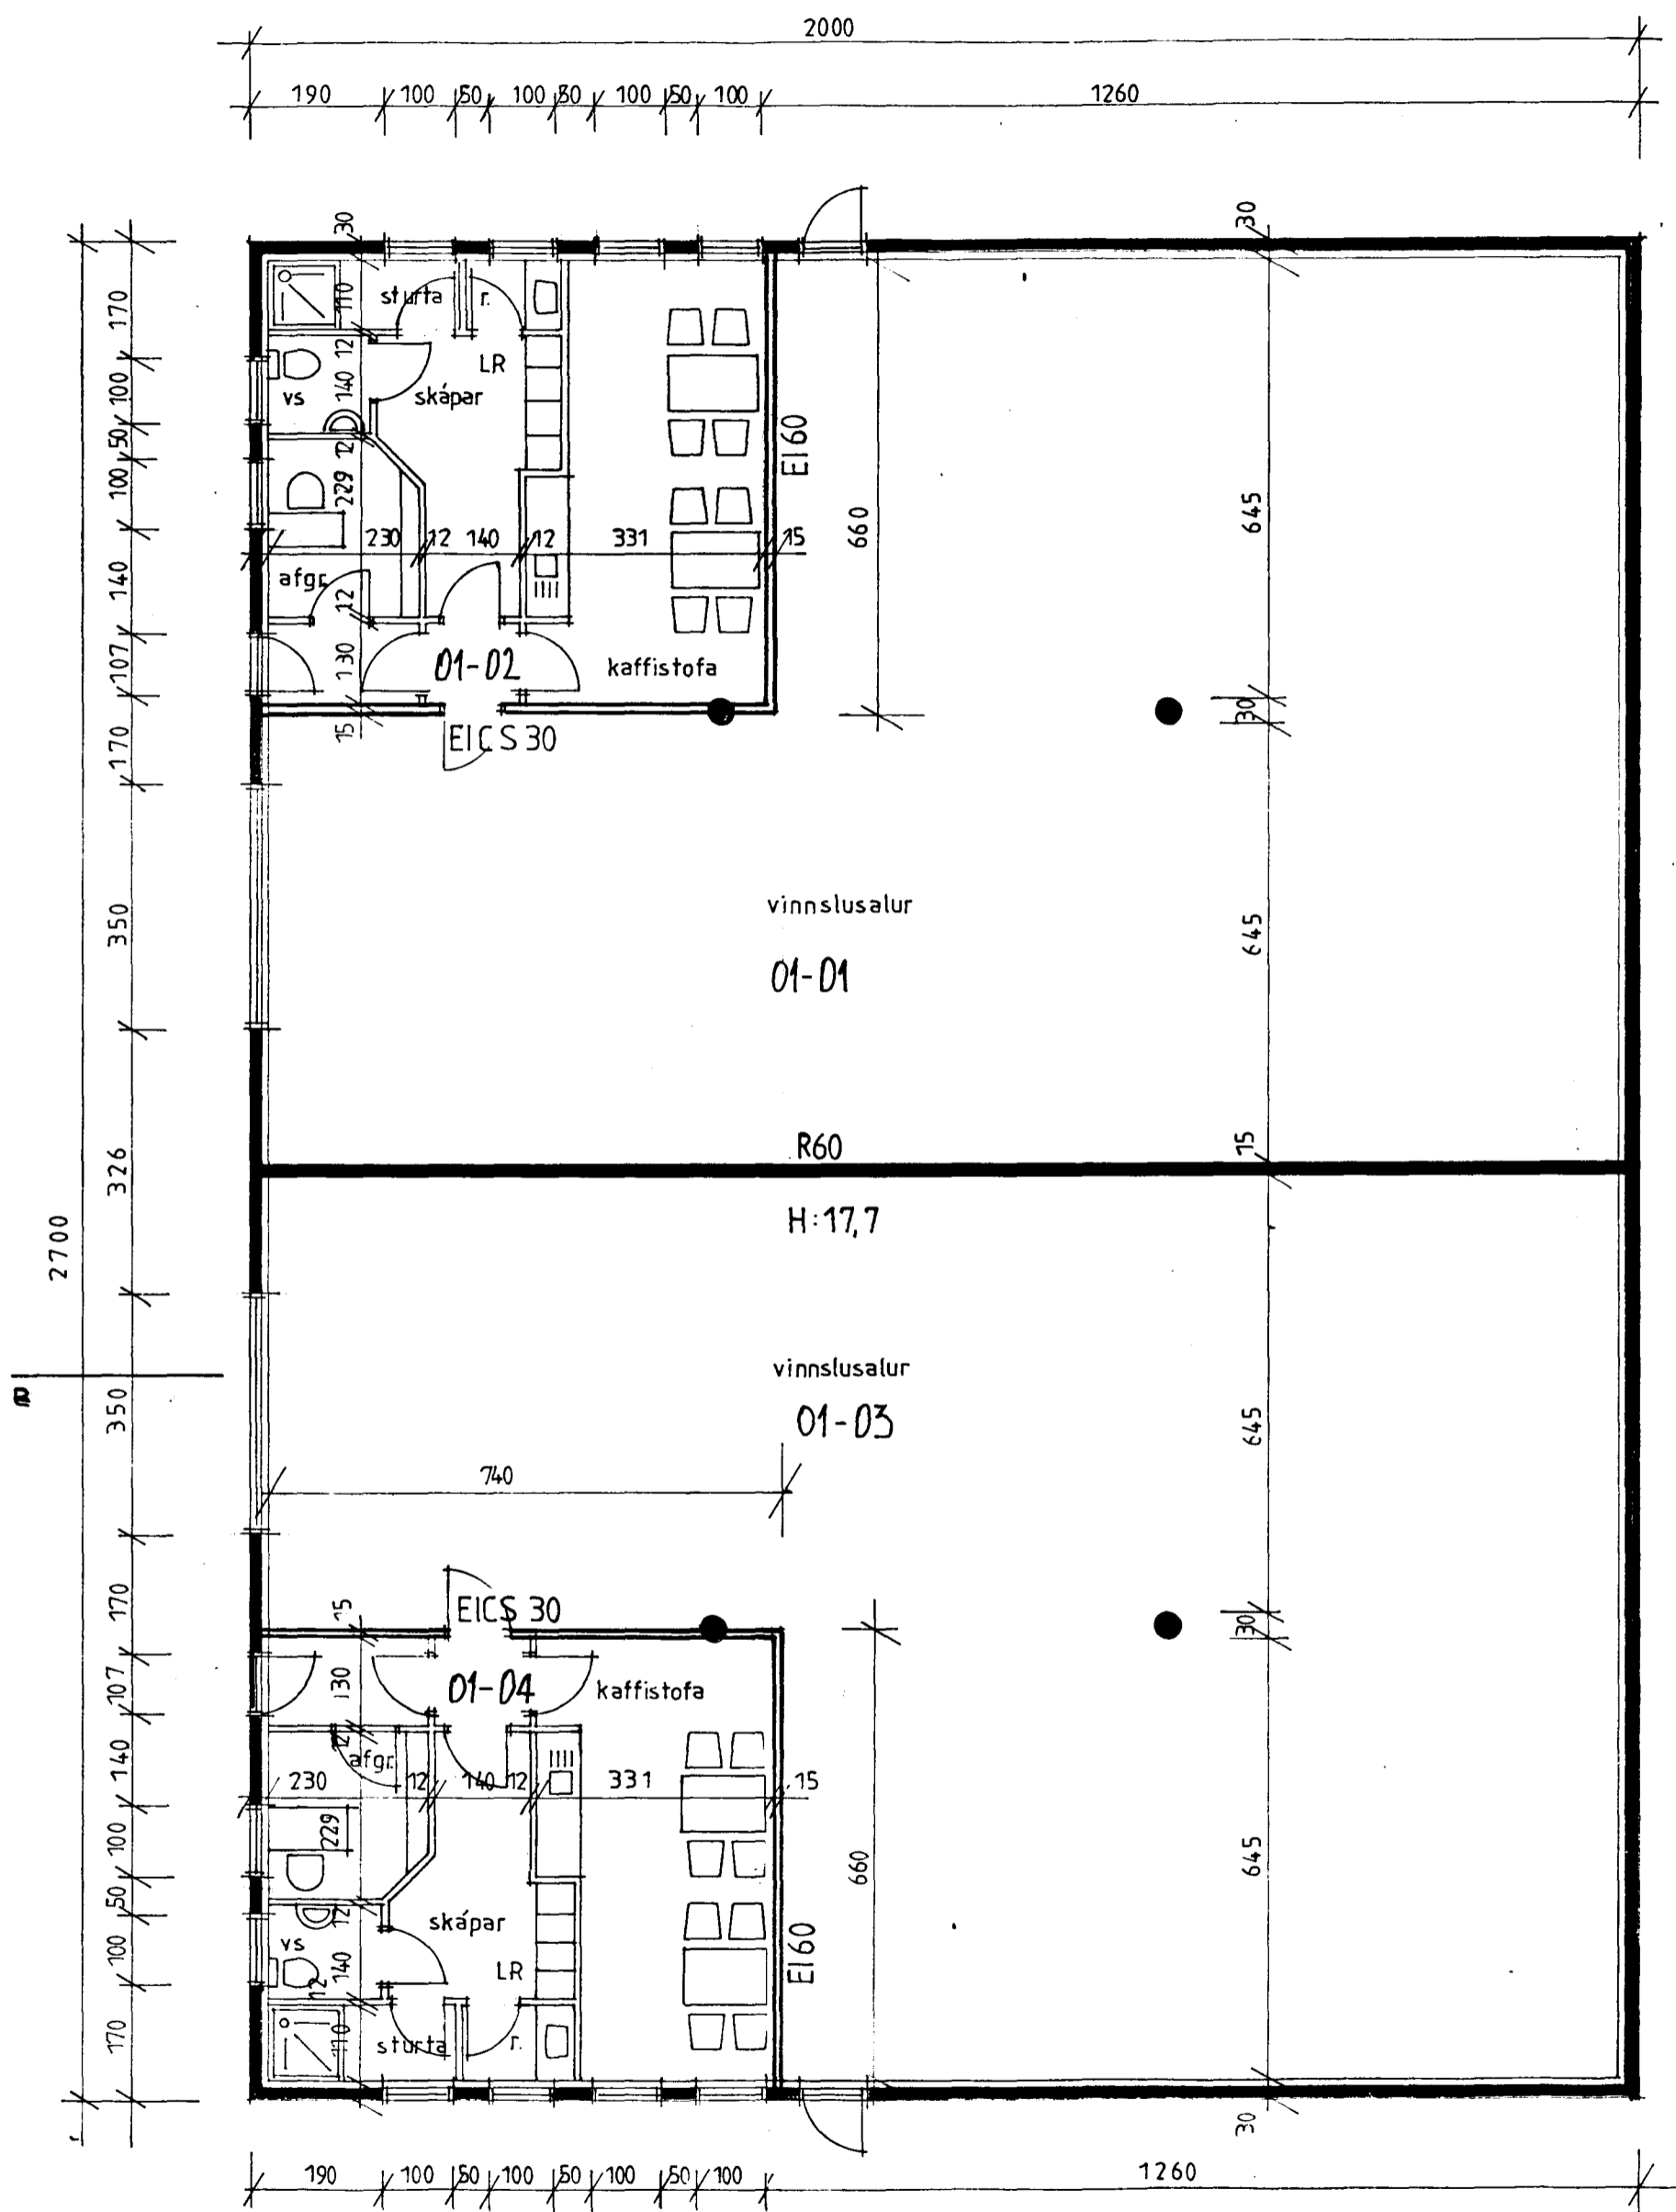 2000
190 100 50 100 50 100 50 100 1260
30 30
170
110 sturta r.
12 LR
100 140 vs skápar
50 12
100 229 EI60
660 645
230 12 140 12 331 15
140 afgr.
12
107 130 01-02 kaffistofa
30
170 15 EICS 30
350 vinnslusalur 645
01-01
326 R60 15
2700 H:17,7
vinnslusalur
B 350 01-03 645
740
170 15 EICS 30 30
107 130 01-04 kaffistofa
140 12 afgr.
230 12 140 12 331 15
100 229
660 645
50 12 skápar
vs EI60
100 140 LR
12
170 110 sturta r.
30
190 100 50 100 50 100 50 100 1260